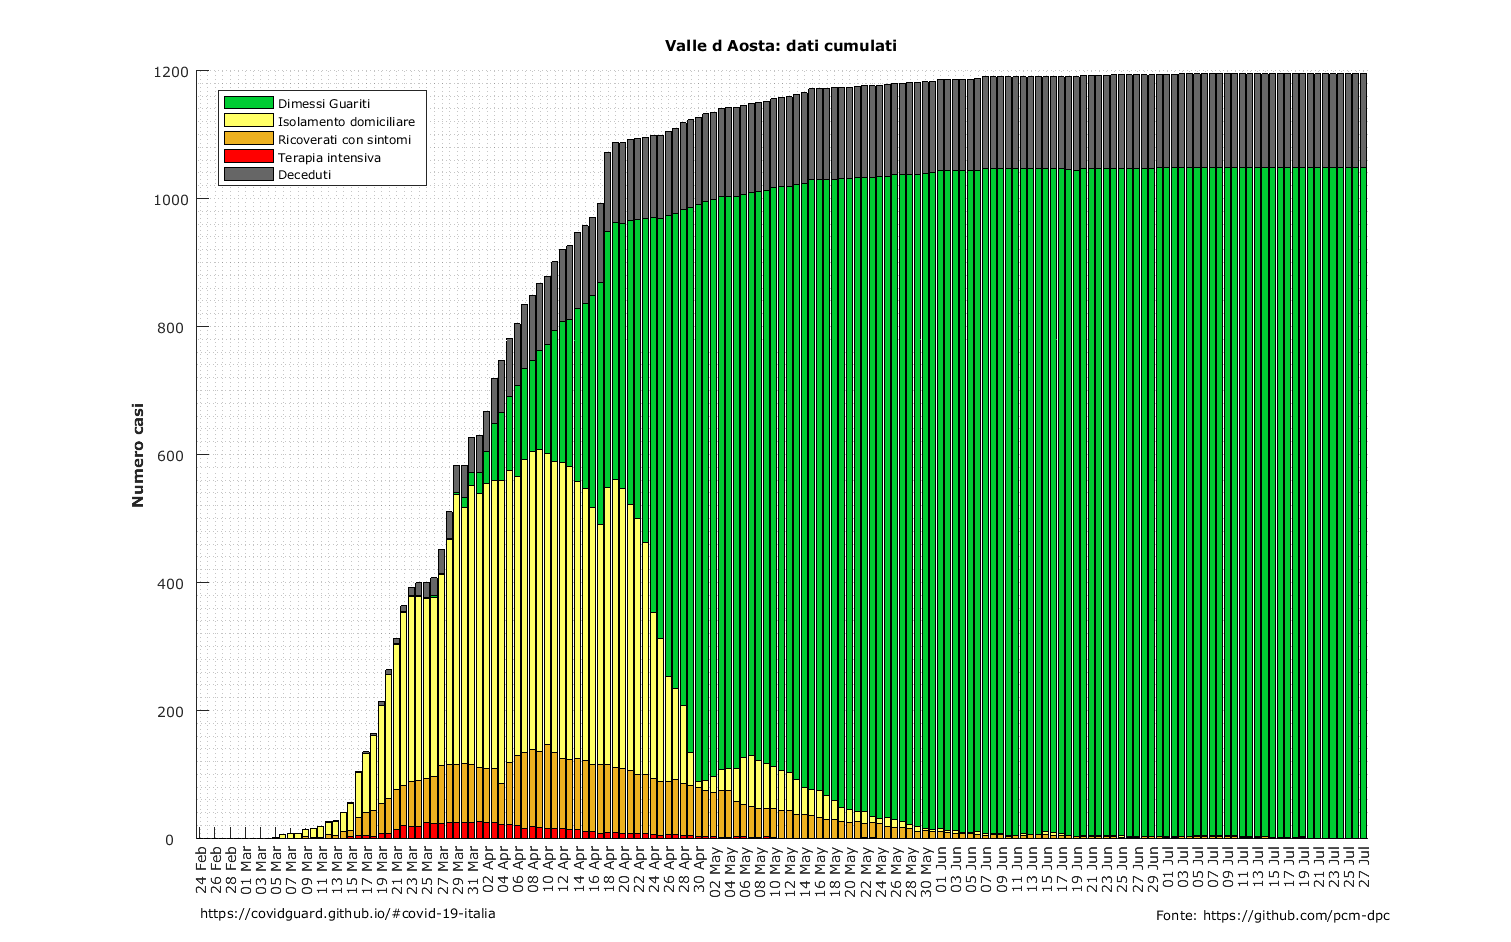 Valle d Aosta: dati cumulati
1200
1000
800
600
400
200
0
Numero casi
Dimessi Guariti
Isolamento domiciliare
Ricoverati con sintomi
Terapia intensiva
Deceduti
24 Feb
26 Feb
28 Feb
01 Mar
03 Mar
05 Mar
07 Mar
09 Mar
11 Mar
13 Mar
15 Mar
17 Mar
19 Mar
21 Mar
23 Mar
25 Mar
27 Mar
29 Mar
31 Mar
02 Apr
04 Apr
06 Apr
08 Apr
10 Apr
12 Apr
14 Apr
16 Apr
18 Apr
20 Apr
22 Apr
24 Apr
26 Apr
28 Apr
30 Apr
02 May
04 May
06 May
08 May
10 May
12 May
14 May
16 May
18 May
20 May
22 May
24 May
26 May
28 May
30 May
01 Jun
03 Jun
05 Jun
07 Jun
09 Jun
11 Jun
13 Jun
15 Jun
17 Jun
19 Jun
21 Jun
23 Jun
25 Jun
27 Jun
29 Jun
01 Jul
03 Jul
05 Jul
07 Jul
09 Jul
11 Jul
13 Jul
15 Jul
17 Jul
19 Jul
21 Jul
23 Jul
25 Jul
27 Jul
https://covidguard.github.io/#covid-19-italia
Fonte: https://github.com/pcm-dpc